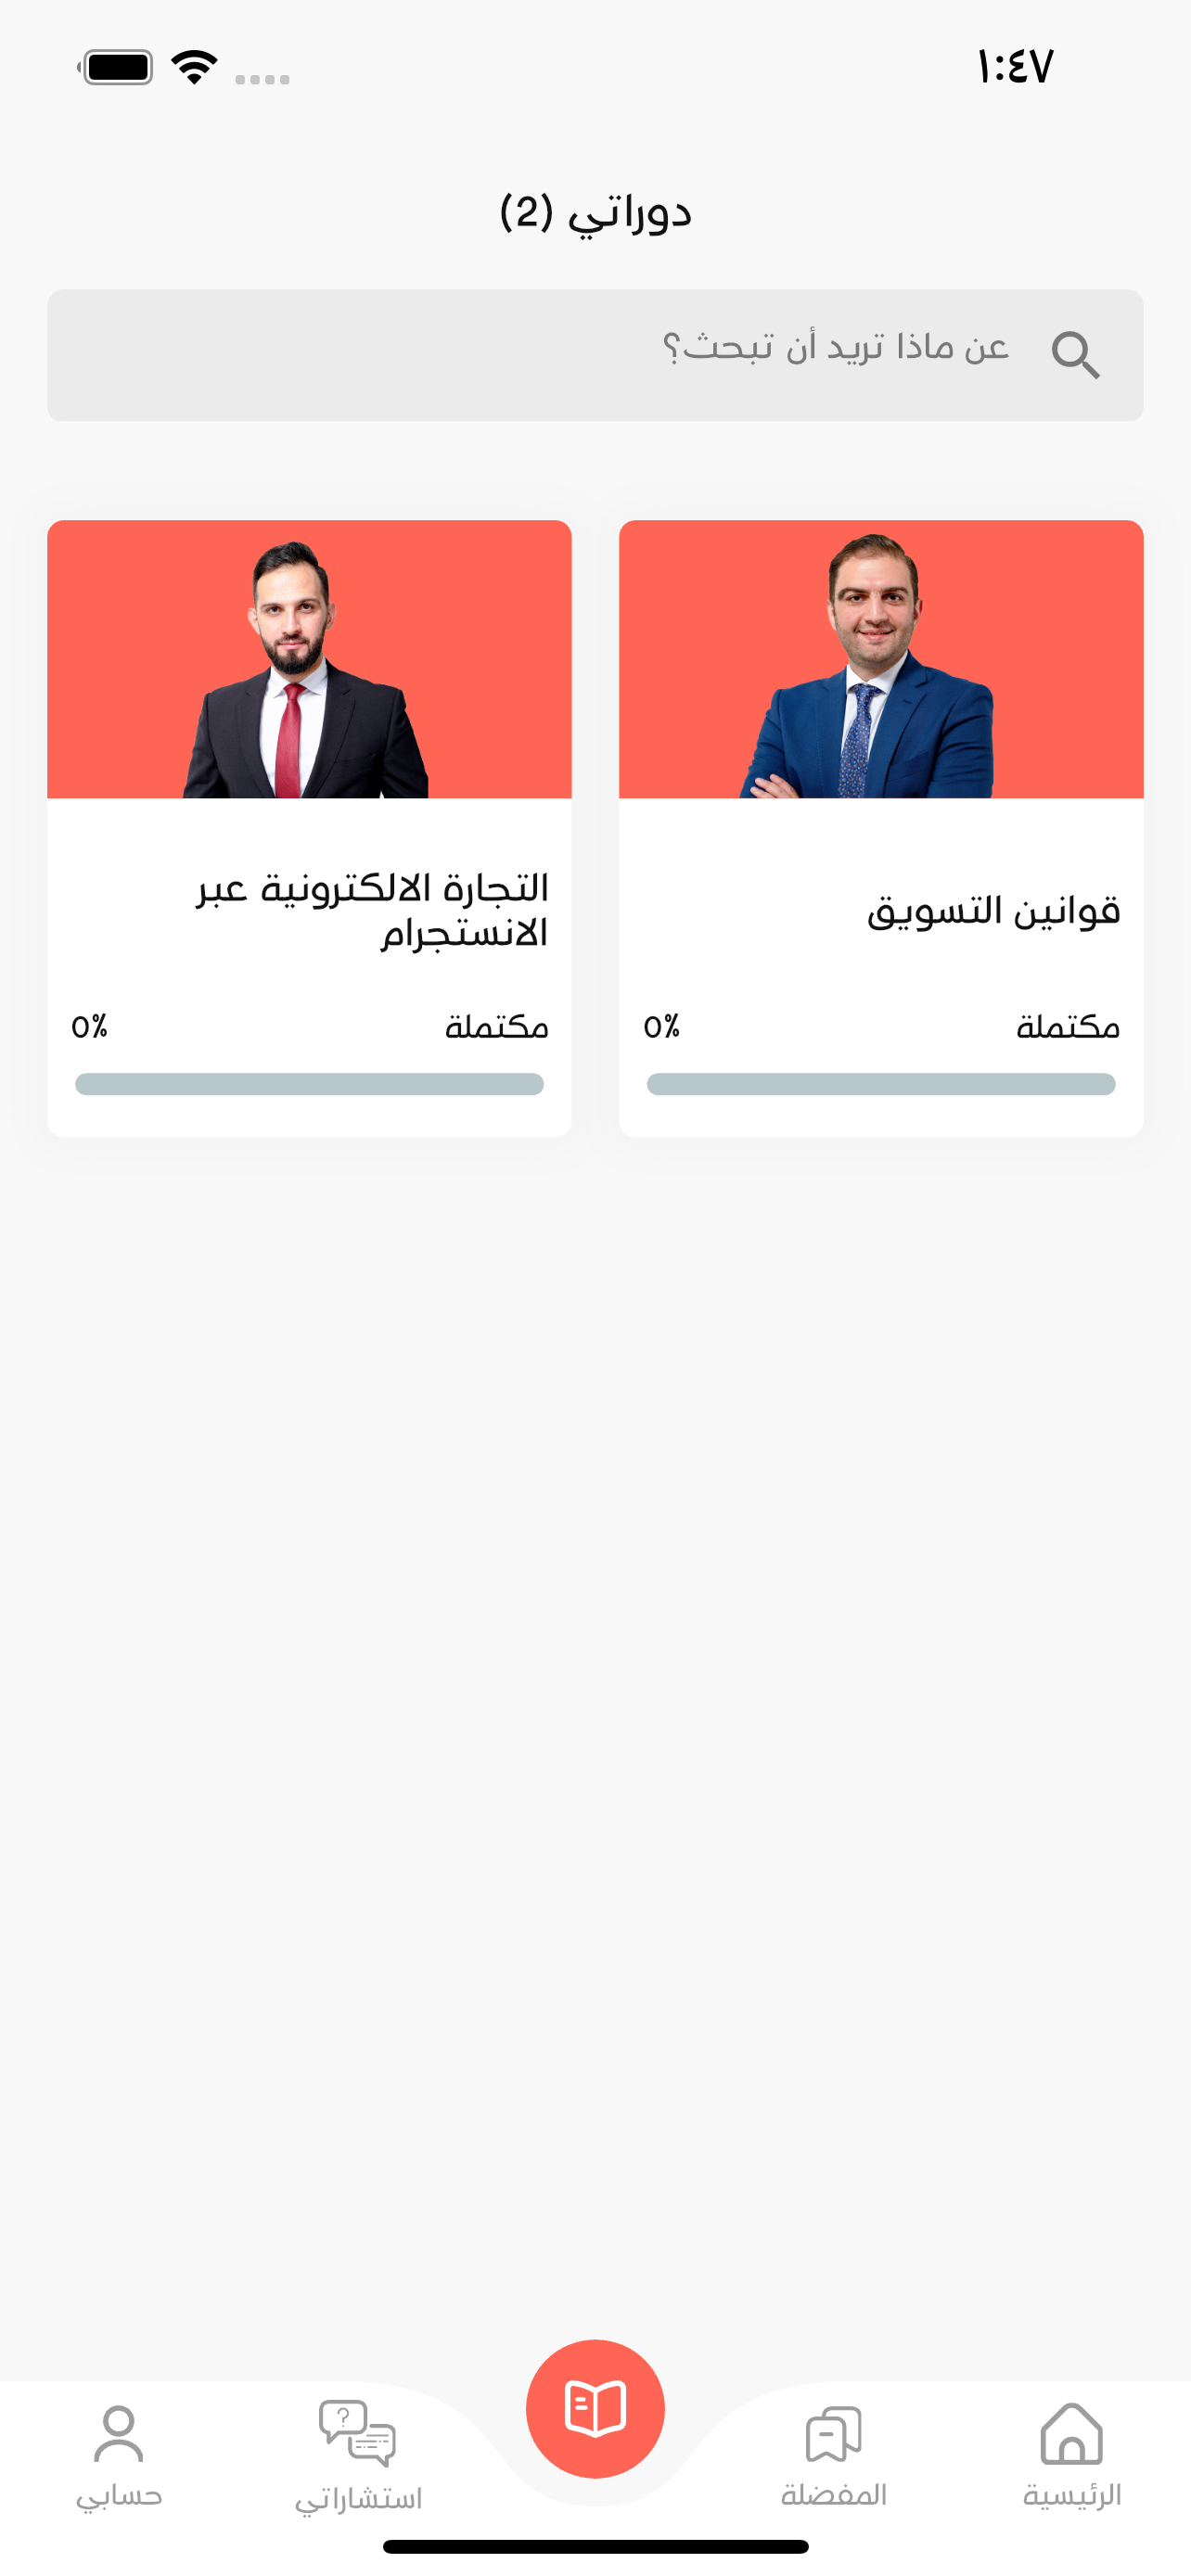 ١:٤٧
دوراتي (2)
عن ماذا تريد أن تبحث؟
قوانين التسويق
مكتملة 0%
التجارة الالكترونية عبر
الانستجرام
مكتملة 0%
الرئيسية
المفضلة
استشاراتي
حسابي